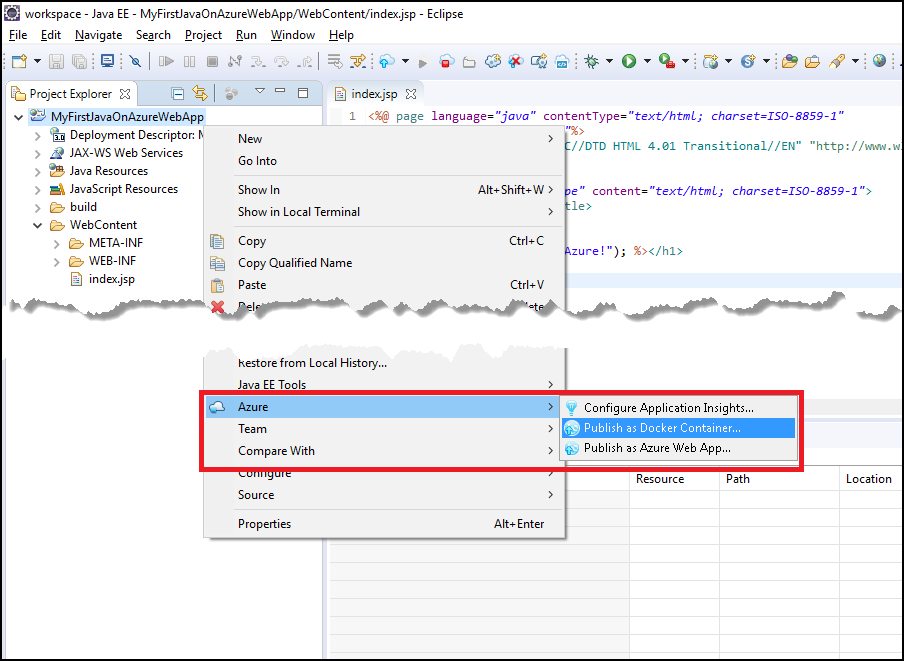 workspace - Java EE - MyFirstJavaOnAzureWebApp/WebContent/index.jsp - Eclipse
File Edit Navigate Search Project Run Window Help
Project Explorer
MyFirstJavaOnAzureWebApp
Deployment Descriptor: M
JAX-WS Web Services
Java Resources
JavaScript Resources
build
WebContent
META-INF
WEB-INF
index.jsp
index.jsp
1 <%@ page language="java" contentType="text/html; charset=ISO-8859-1"
"%>
C//DTD HTML 4.01 Transitional//EN" "http://www.w
pe" content="text/html; charset=ISO-8859-1">
tle>
Azure!"); %></h1>
New
Go Into
Show In Alt+Shift+W
Show in Local Terminal
Copy Ctrl+C
Copy Qualified Name
Paste Ctrl+V
Delete Delete
Restore from Local History...
Java EE Tools
Azure
Team
Compare With
Configure
Source
Properties Alt+Enter
Configure Application Insights...
Publish as Docker Container...
Publish as Azure Web App...
Resource Path Location